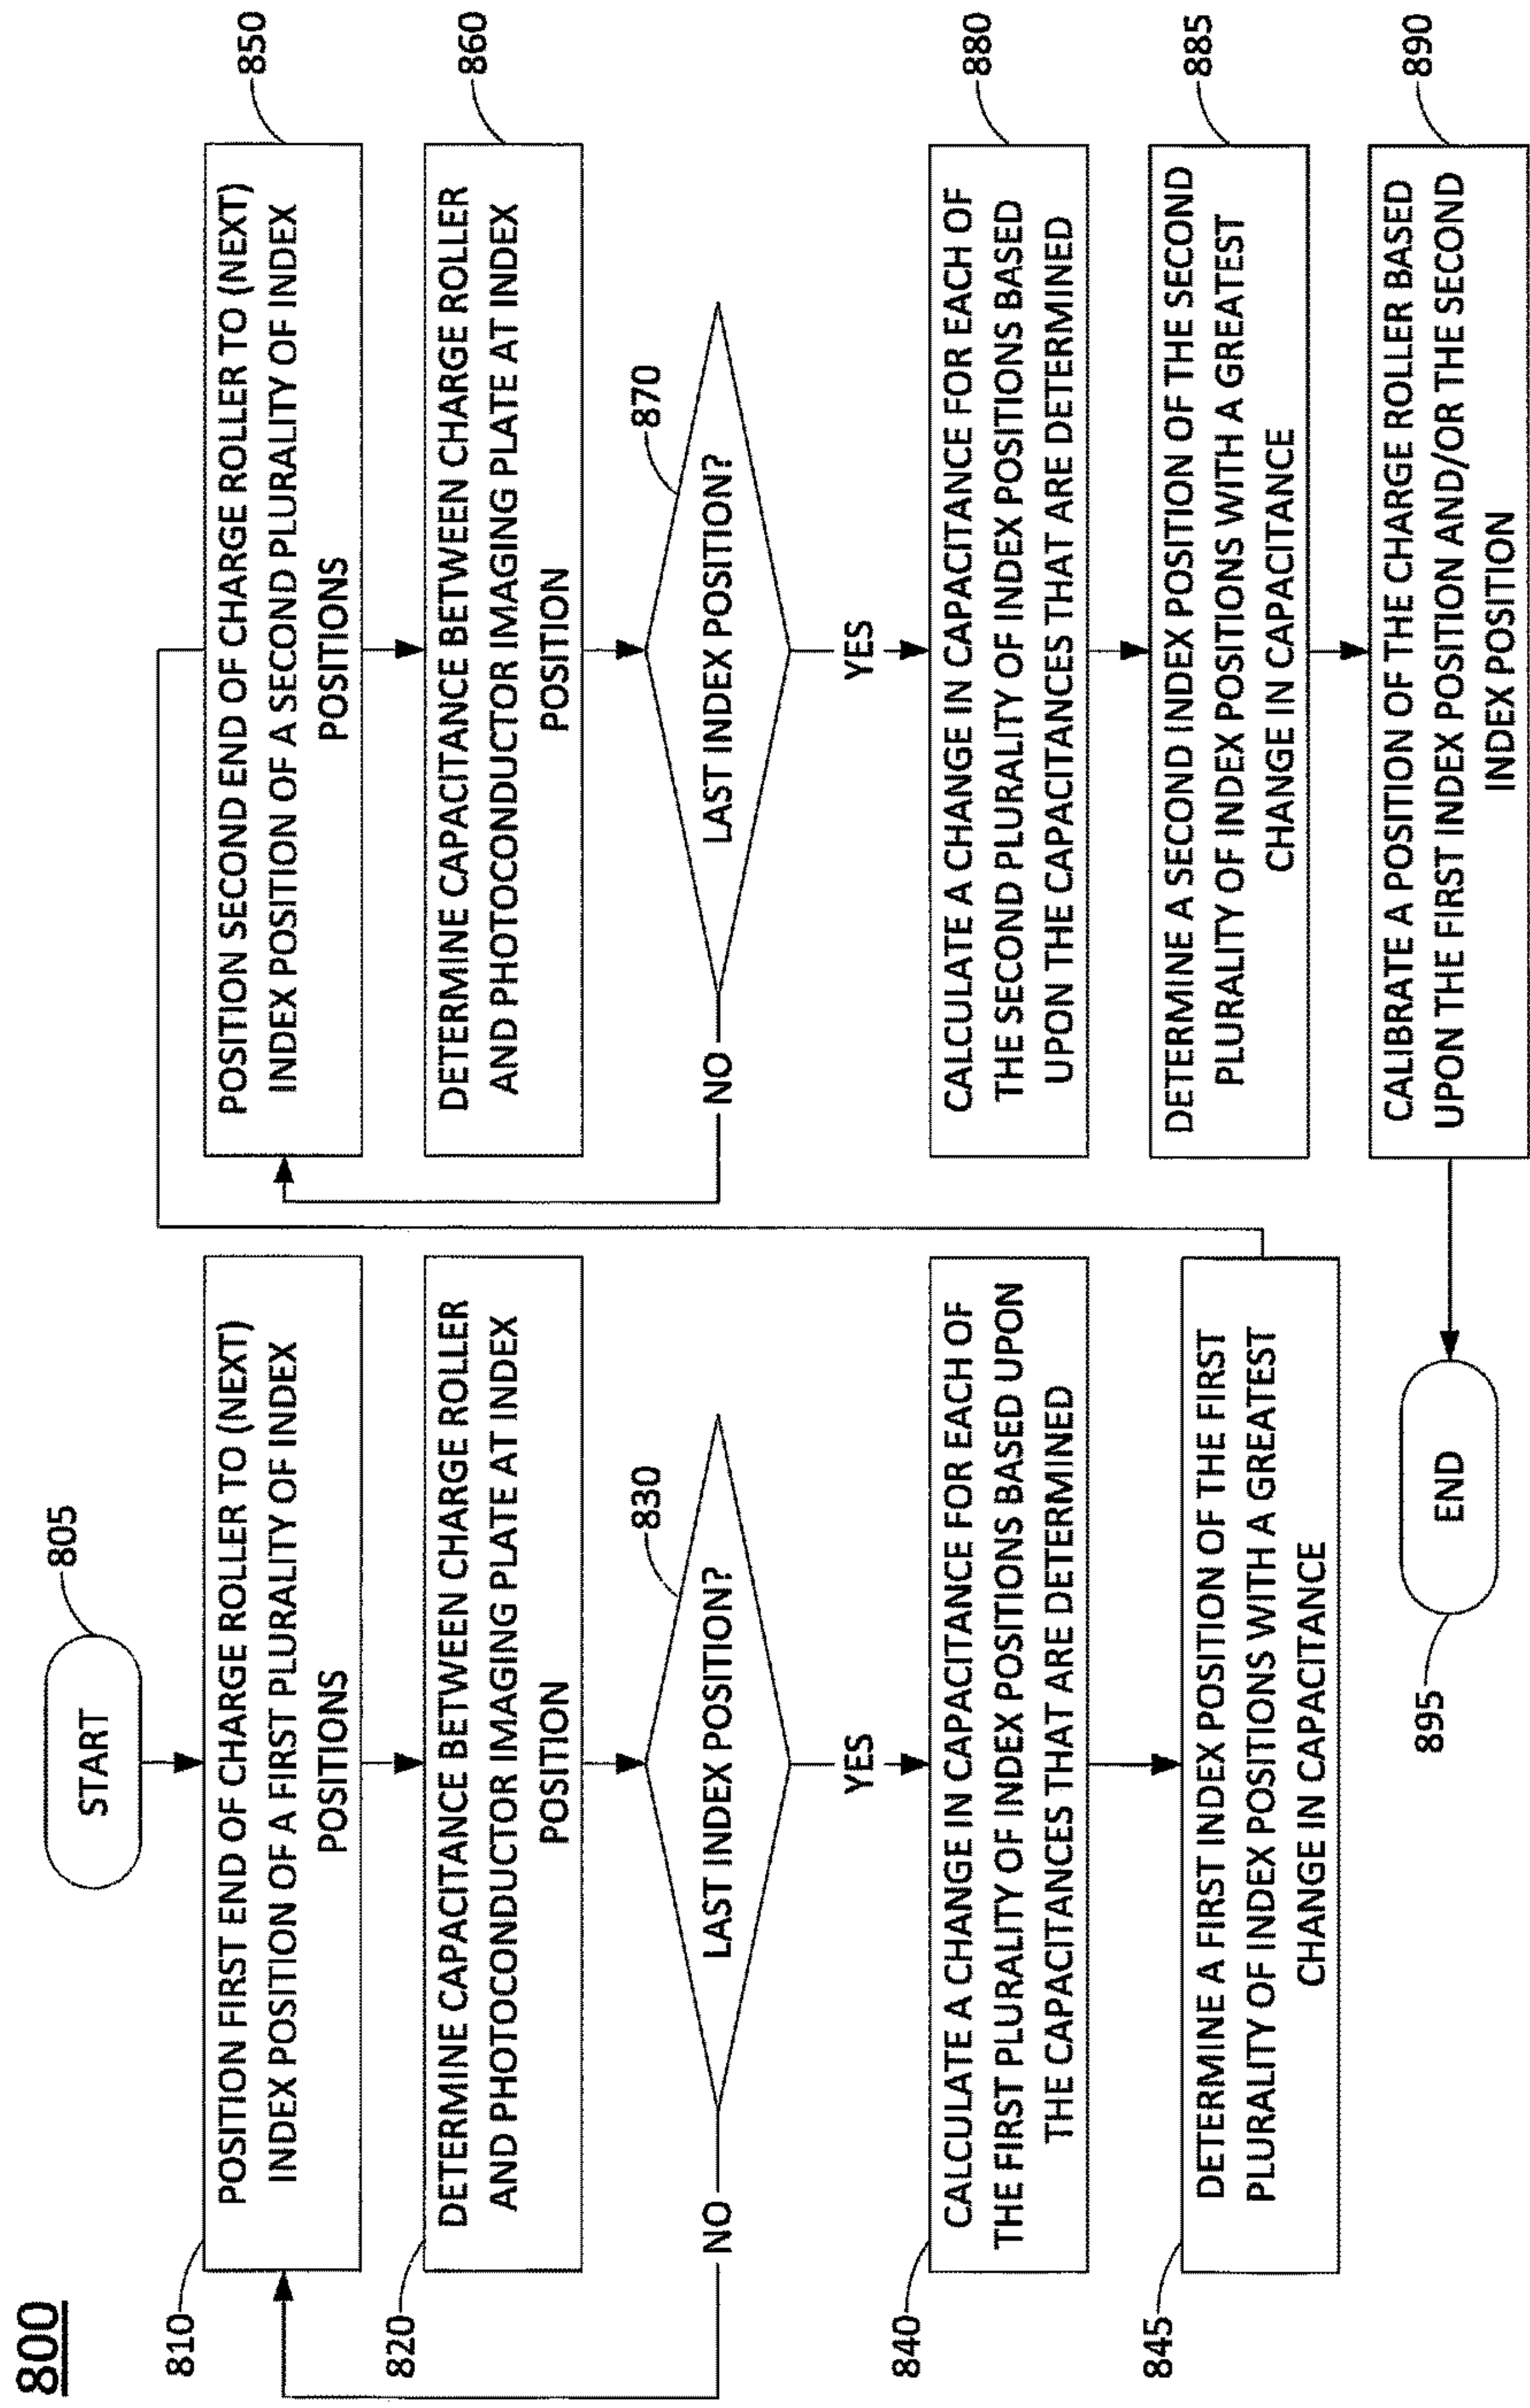 800
START
805
810
POSITION FIRST END OF CHARGE ROLLER TO (NEXT)
INDEX POSITION OF A FIRST PLURALITY OF INDEX
POSITIONS
820
DETERMINE CAPACITANCE BETWEEN CHARGE ROLLER
AND PHOTOCONDUCTOR IMAGING PLATE AT INDEX
POSITION
830
LAST INDEX POSITION?
NO
YES
840
CALCULATE A CHANGE IN CAPACITANCE FOR EACH OF
THE FIRST PLURALITY OF INDEX POSITIONS BASED UPON
THE CAPACITANCES THAT ARE DETERMINED
845
DETERMINE A FIRST INDEX POSITION OF THE FIRST
PLURALITY OF INDEX POSITIONS WITH A GREATEST
CHANGE IN CAPACITANCE
850
POSITION SECOND END OF CHARGE ROLLER TO (NEXT)
INDEX POSITION OF A SECOND PLURALITY OF INDEX
POSITIONS
860
DETERMINE CAPACITANCE BETWEEN CHARGE ROLLER
AND PHOTOCONDUCTOR IMAGING PLATE AT INDEX
POSITION
870
LAST INDEX POSITION?
NO
YES
880
CALCULATE A CHANGE IN CAPACITANCE FOR EACH OF
THE SECOND PLURALITY OF INDEX POSITIONS BASED
UPON THE CAPACITANCES THAT ARE DETERMINED
885
DETERMINE A SECOND INDEX POSITION OF THE SECOND
PLURALITY OF INDEX POSITIONS WITH A GREATEST
CHANGE IN CAPACITANCE
890
CALIBRATE A POSITION OF THE CHARGE ROLLER BASED
UPON THE FIRST INDEX POSITION AND/OR THE SECOND
INDEX POSITION
895
END